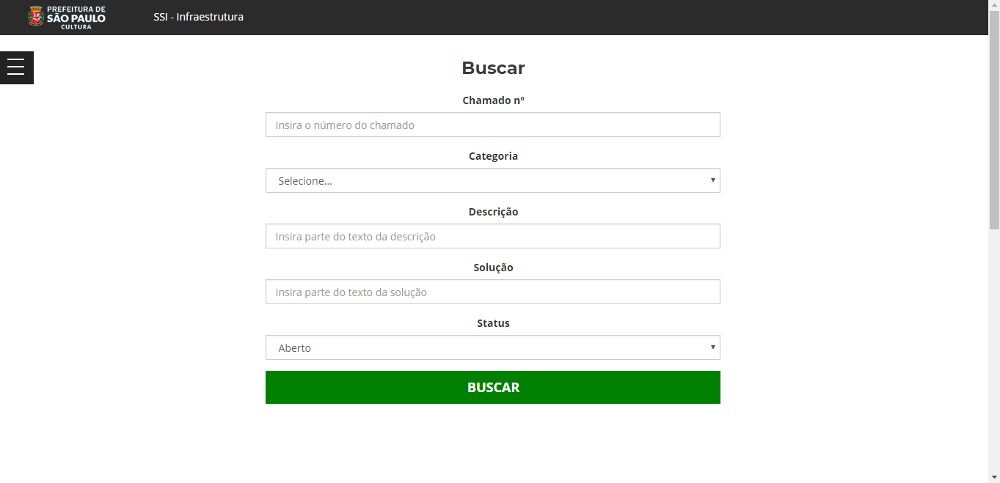 PREFEITURA DE
SÃO PAULO
CULTURA
SSI - Infraestrutura
Buscar
Chamado nº
Insira o número do chamado
Categoria
Selecione...
Descrição
Insira parte do texto da descrição
Solução
Insira parte do texto da solução
Status
Aberto
BUSCAR